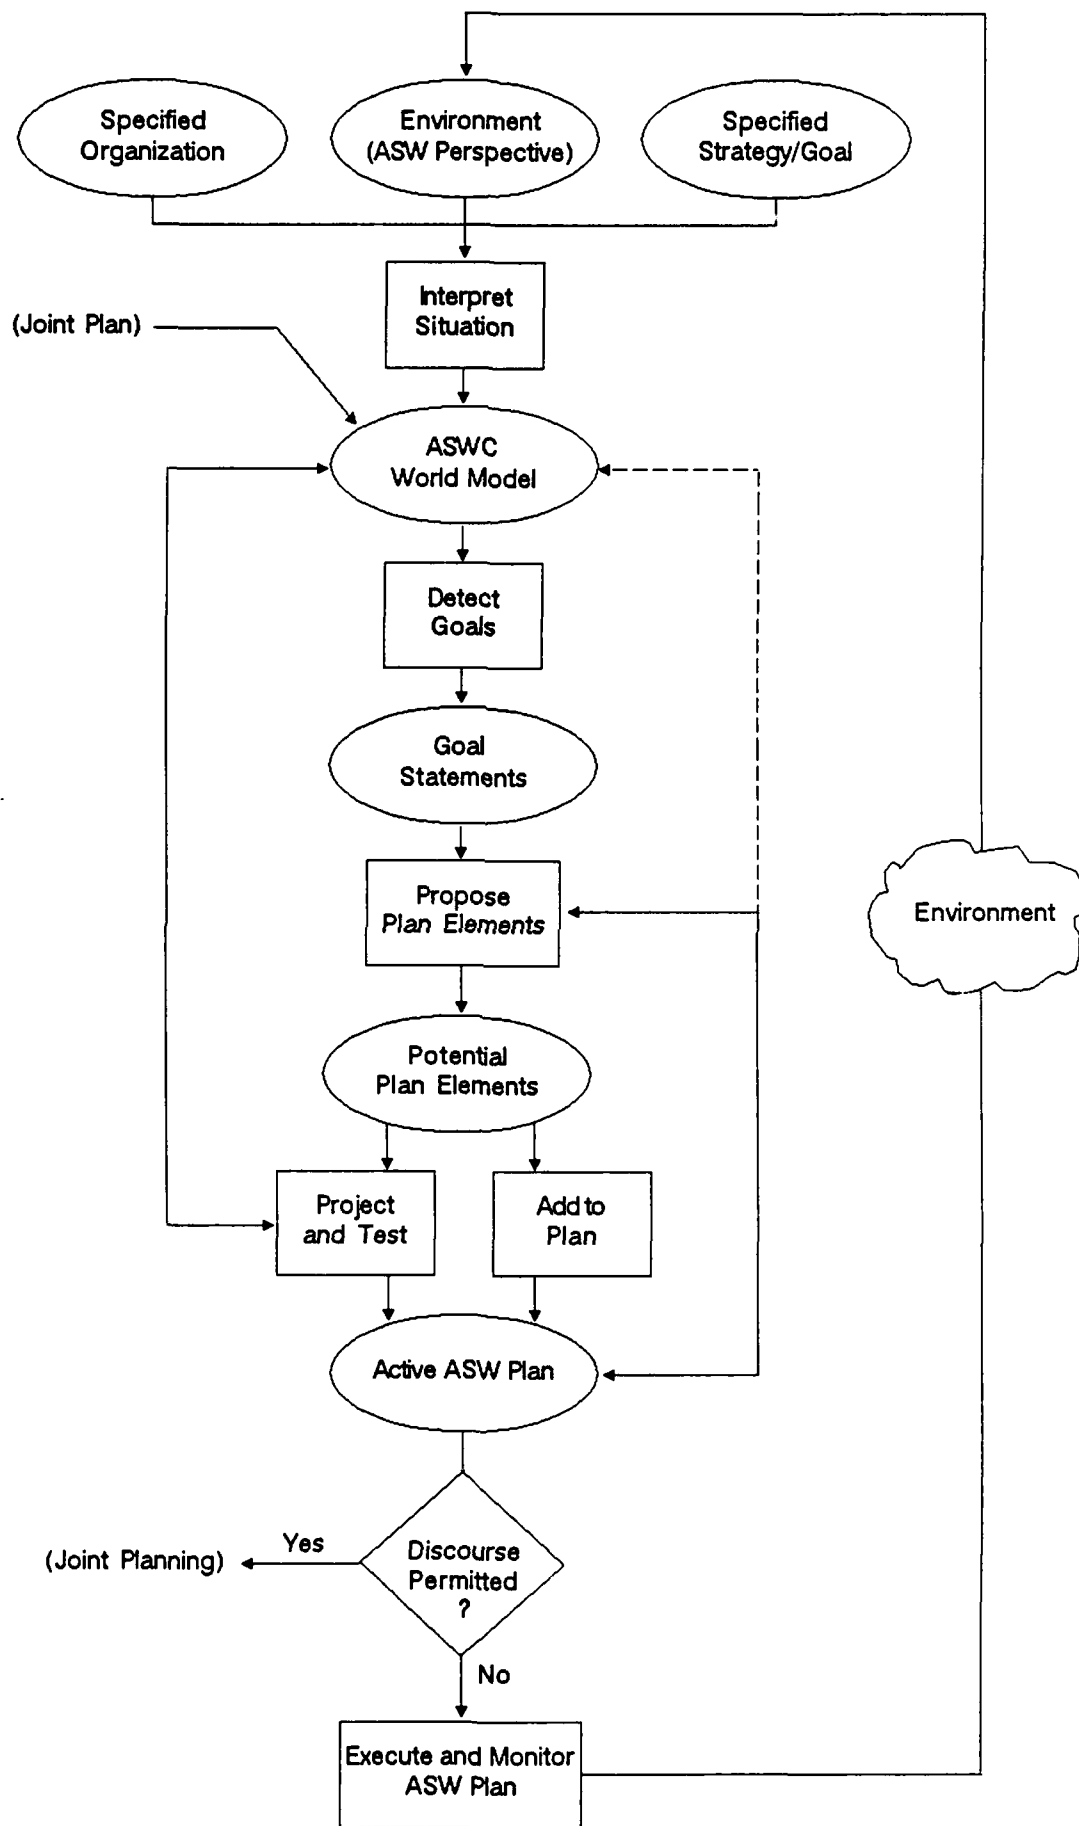 Specified
Organization
Environment
(ASW Perspective)
Specified
Strategy/Goal
Interpret
Situation
(Joint Plan)
ASWC
World Model
Detect
Goals
Goal
Statements
Propose
Plan Elements
Environment
Potential
Plan Elements
Project
and Test
Add to
Plan
Active ASW Plan
Discourse
Permitted
?
Yes
(Joint Planning)
No
Execute and Monitor
ASW Plan